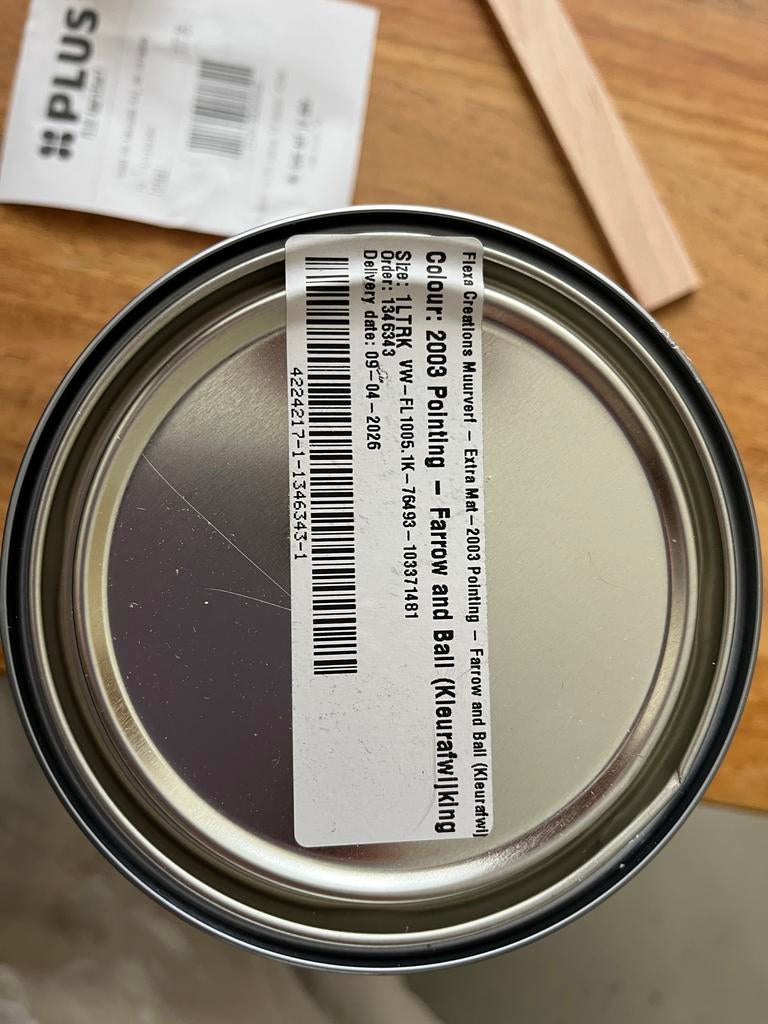 PLUS
Flexa Creations Muurverf – Extra Mat – 2003 Pointing – Farrow and Ball (Kleurafwij
Colour: 2003 Pointing – Farrow and Ball (Kleurafwijking
Size: 1LTRK VW–FL1005.1K–76493–103371481
Order: 1346343
Delivery date: 09–04–2026
4224217-1-1346343-1